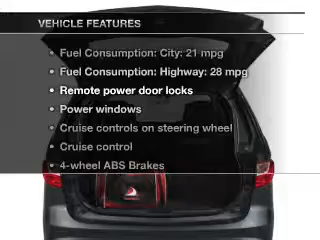 VEHICLE FEATURES
• Fuel Consumption: City: 21 mpg
• Fuel Consumption: Highway: 28 mpg
• Remote power door locks
• Power windows
• Cruise controls on steering wheel
• Cruise control
• 4-wheel ABS Brakes